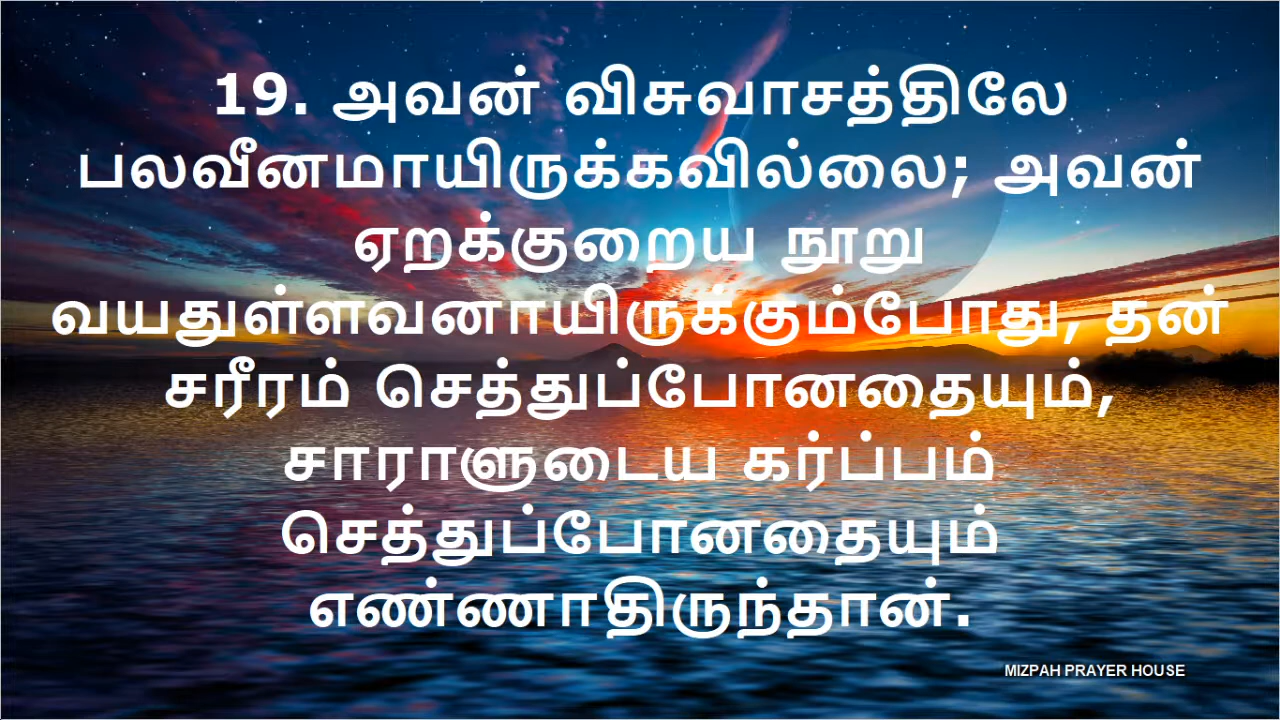 19. அவன் விசுவாசத்திலே
பலவீனமாயிருக்கவில்லை; அவன்
ஏறக்குறைய நூறு
வயதுள்ளவனாயிருக்கும்போது, தன்
சரீரம் செத்துப்போனதையும்,
சாராளுடைய கர்ப்பம்
செத்துப்போனதையும்
எண்ணாதிருந்தான்.
MIZPAH PRAYER HOUSE